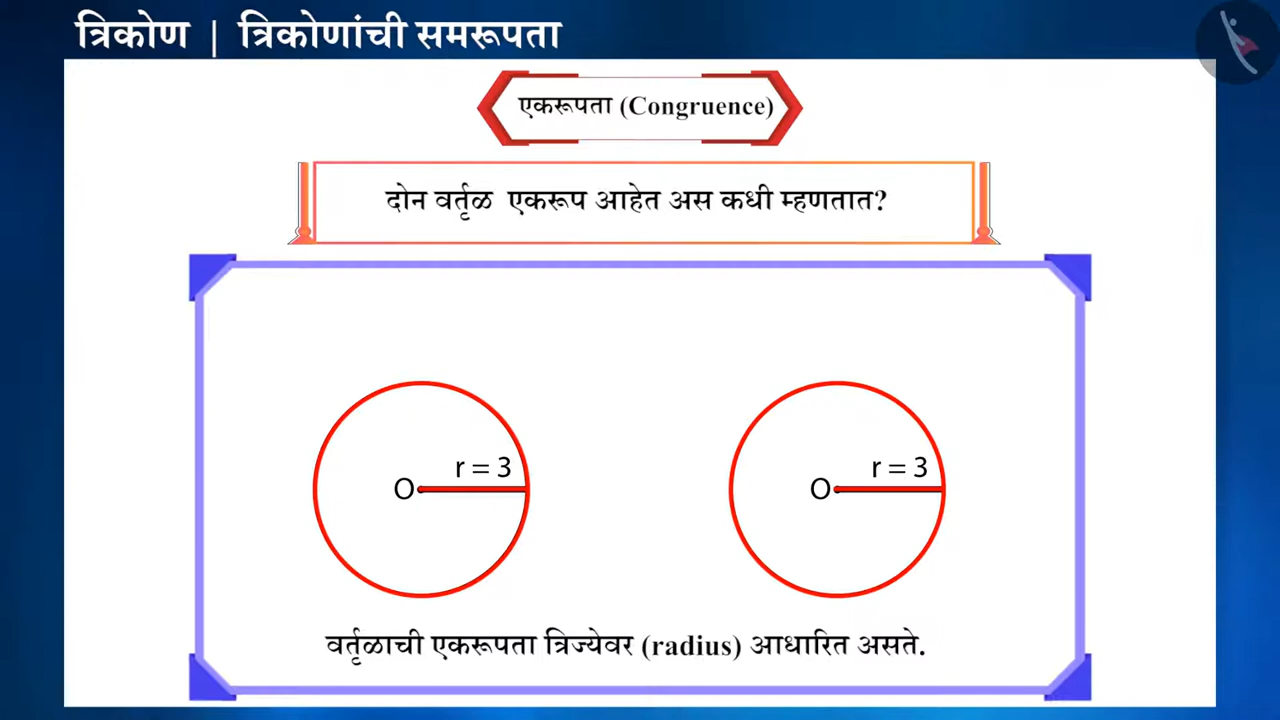 त्रिकोण | त्रिकोणांची समरूपता
एकरूपता (Congruence)
दोन वर्तृळ एकरूप आहेत अस कधी म्हणतात?
r = 3
r = 3
O
O
वर्तृळाची एकरूपता त्रिज्येवर (radius) आधारित असते.